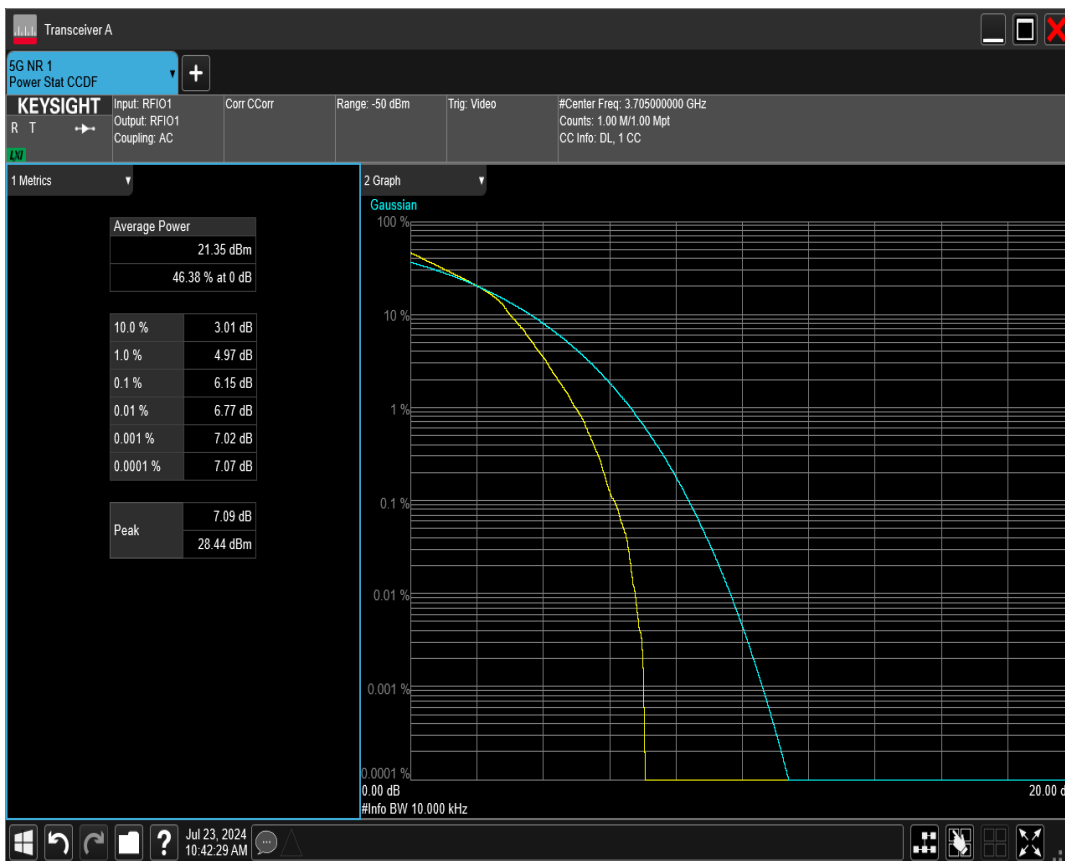 Transceiver A
5G NR 1
Power Stat CCDF
KEYSIGHT
R T
LXI
Input: RFIO1
Output: RFIO1
Coupling: AC
Corr CCorr
Range: -50 dBm
Trig: Video
#Center Freq: 3.705000000 GHz
Counts: 1.00 M/1.00 Mpt
CC Info: DL, 1 CC
1 Metrics
Average Power
21.35 dBm
46.38 % at 0 dB
10.0 % 3.01 dB
1.0 % 4.97 dB
0.1 % 6.15 dB
0.01 % 6.77 dB
0.001 % 7.02 dB
0.0001 % 7.07 dB
Peak
7.09 dB
28.44 dBm
2 Graph
Gaussian
100 %
10 %
1 %
0.1 %
0.01 %
0.001 %
0.0001 %
0.00 dB 20.00 d
#Info BW 10.000 kHz
?
Jul 23, 2024
10:42:29 AM